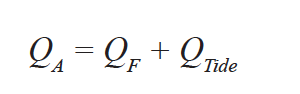 Q_A = Q_F + Q_Tide